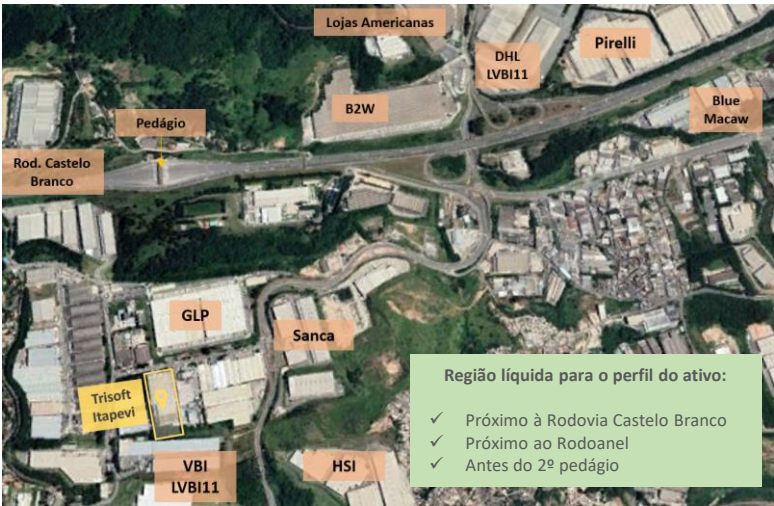 Lojas Americanas
DHL
LVBI11
Pirelli
B2W
Blue
Macaw
Pedágio
Rod. Castelo
Branco
GLP
Sanca
Trisoft
Itapevi
VBI
LVBI11
HSI
Região líquida para o perfil do ativo:
✓ Próximo à Rodovia Castelo Branco
✓ Próximo ao Rodoanel
✓ Antes do 2º pedágio